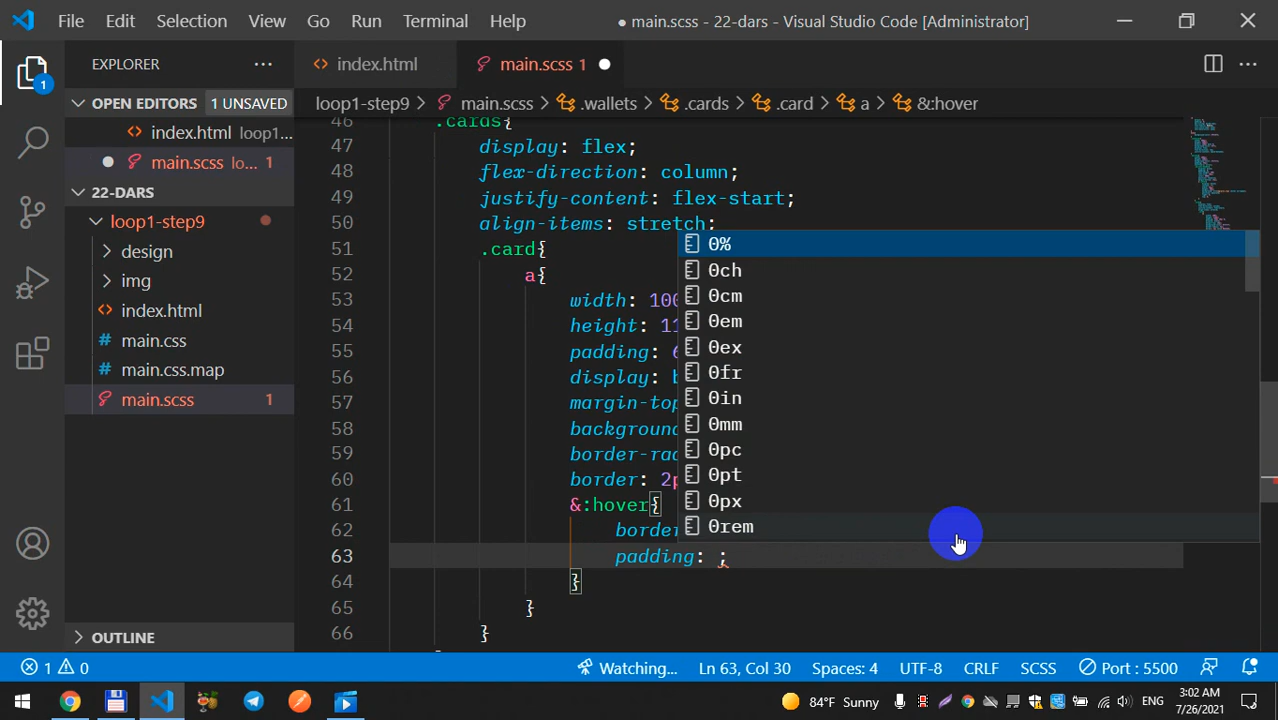 File Edit Selection View Go Run Terminal Help ● main.scss - 22-dars - Visual Studio Code [Administrator]
EXPLORER ... <> index.html main.scss 1 ●
OPEN EDITORS 1 UNSAVED
<> index.html loop1...
● main.scss lo... 1
22-DARS
loop1-step9
design
img
<> index.html
# main.css
# main.css.map
main.scss 1
OUTLINE
loop1-step9 > main.scss > .wallets > .cards > .card > a > &:hover
46 .cards{
47 display: flex;
48 flex-direction: column;
49 justify-content: flex-start;
50 align-items: stretch;
51 .card{
52 a{
53 width: 100
54 height: 11
55 padding: 6
56 display: b
57 margin-top
58 background
59 border-rad
60 border: 2p
61 &:hover{
62 border
63 padding: ;
64 }
65 }
66 }
0%
0ch
0cm
0em
0ex
0fr
0in
0mm
0pc
0pt
0px
0rem
1 0 Watching... Ln 63, Col 30 Spaces: 4 UTF-8 CRLF SCSS Port : 5500
84°F Sunny ENG 3:02 AM
7/26/2021